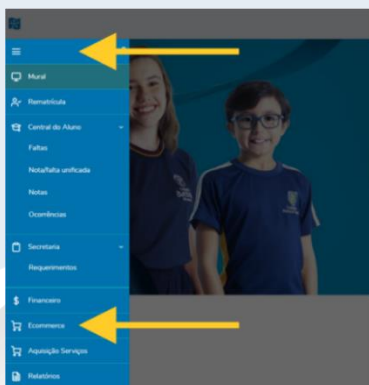 Mural
Rematrícula
Central do Aluno
Faltas
Nota/falta unificada
Notas
Ocorrências
Secretaria
Requerimentos
Financeiro
Ecommerce
Aquisição Serviços
Relatórios